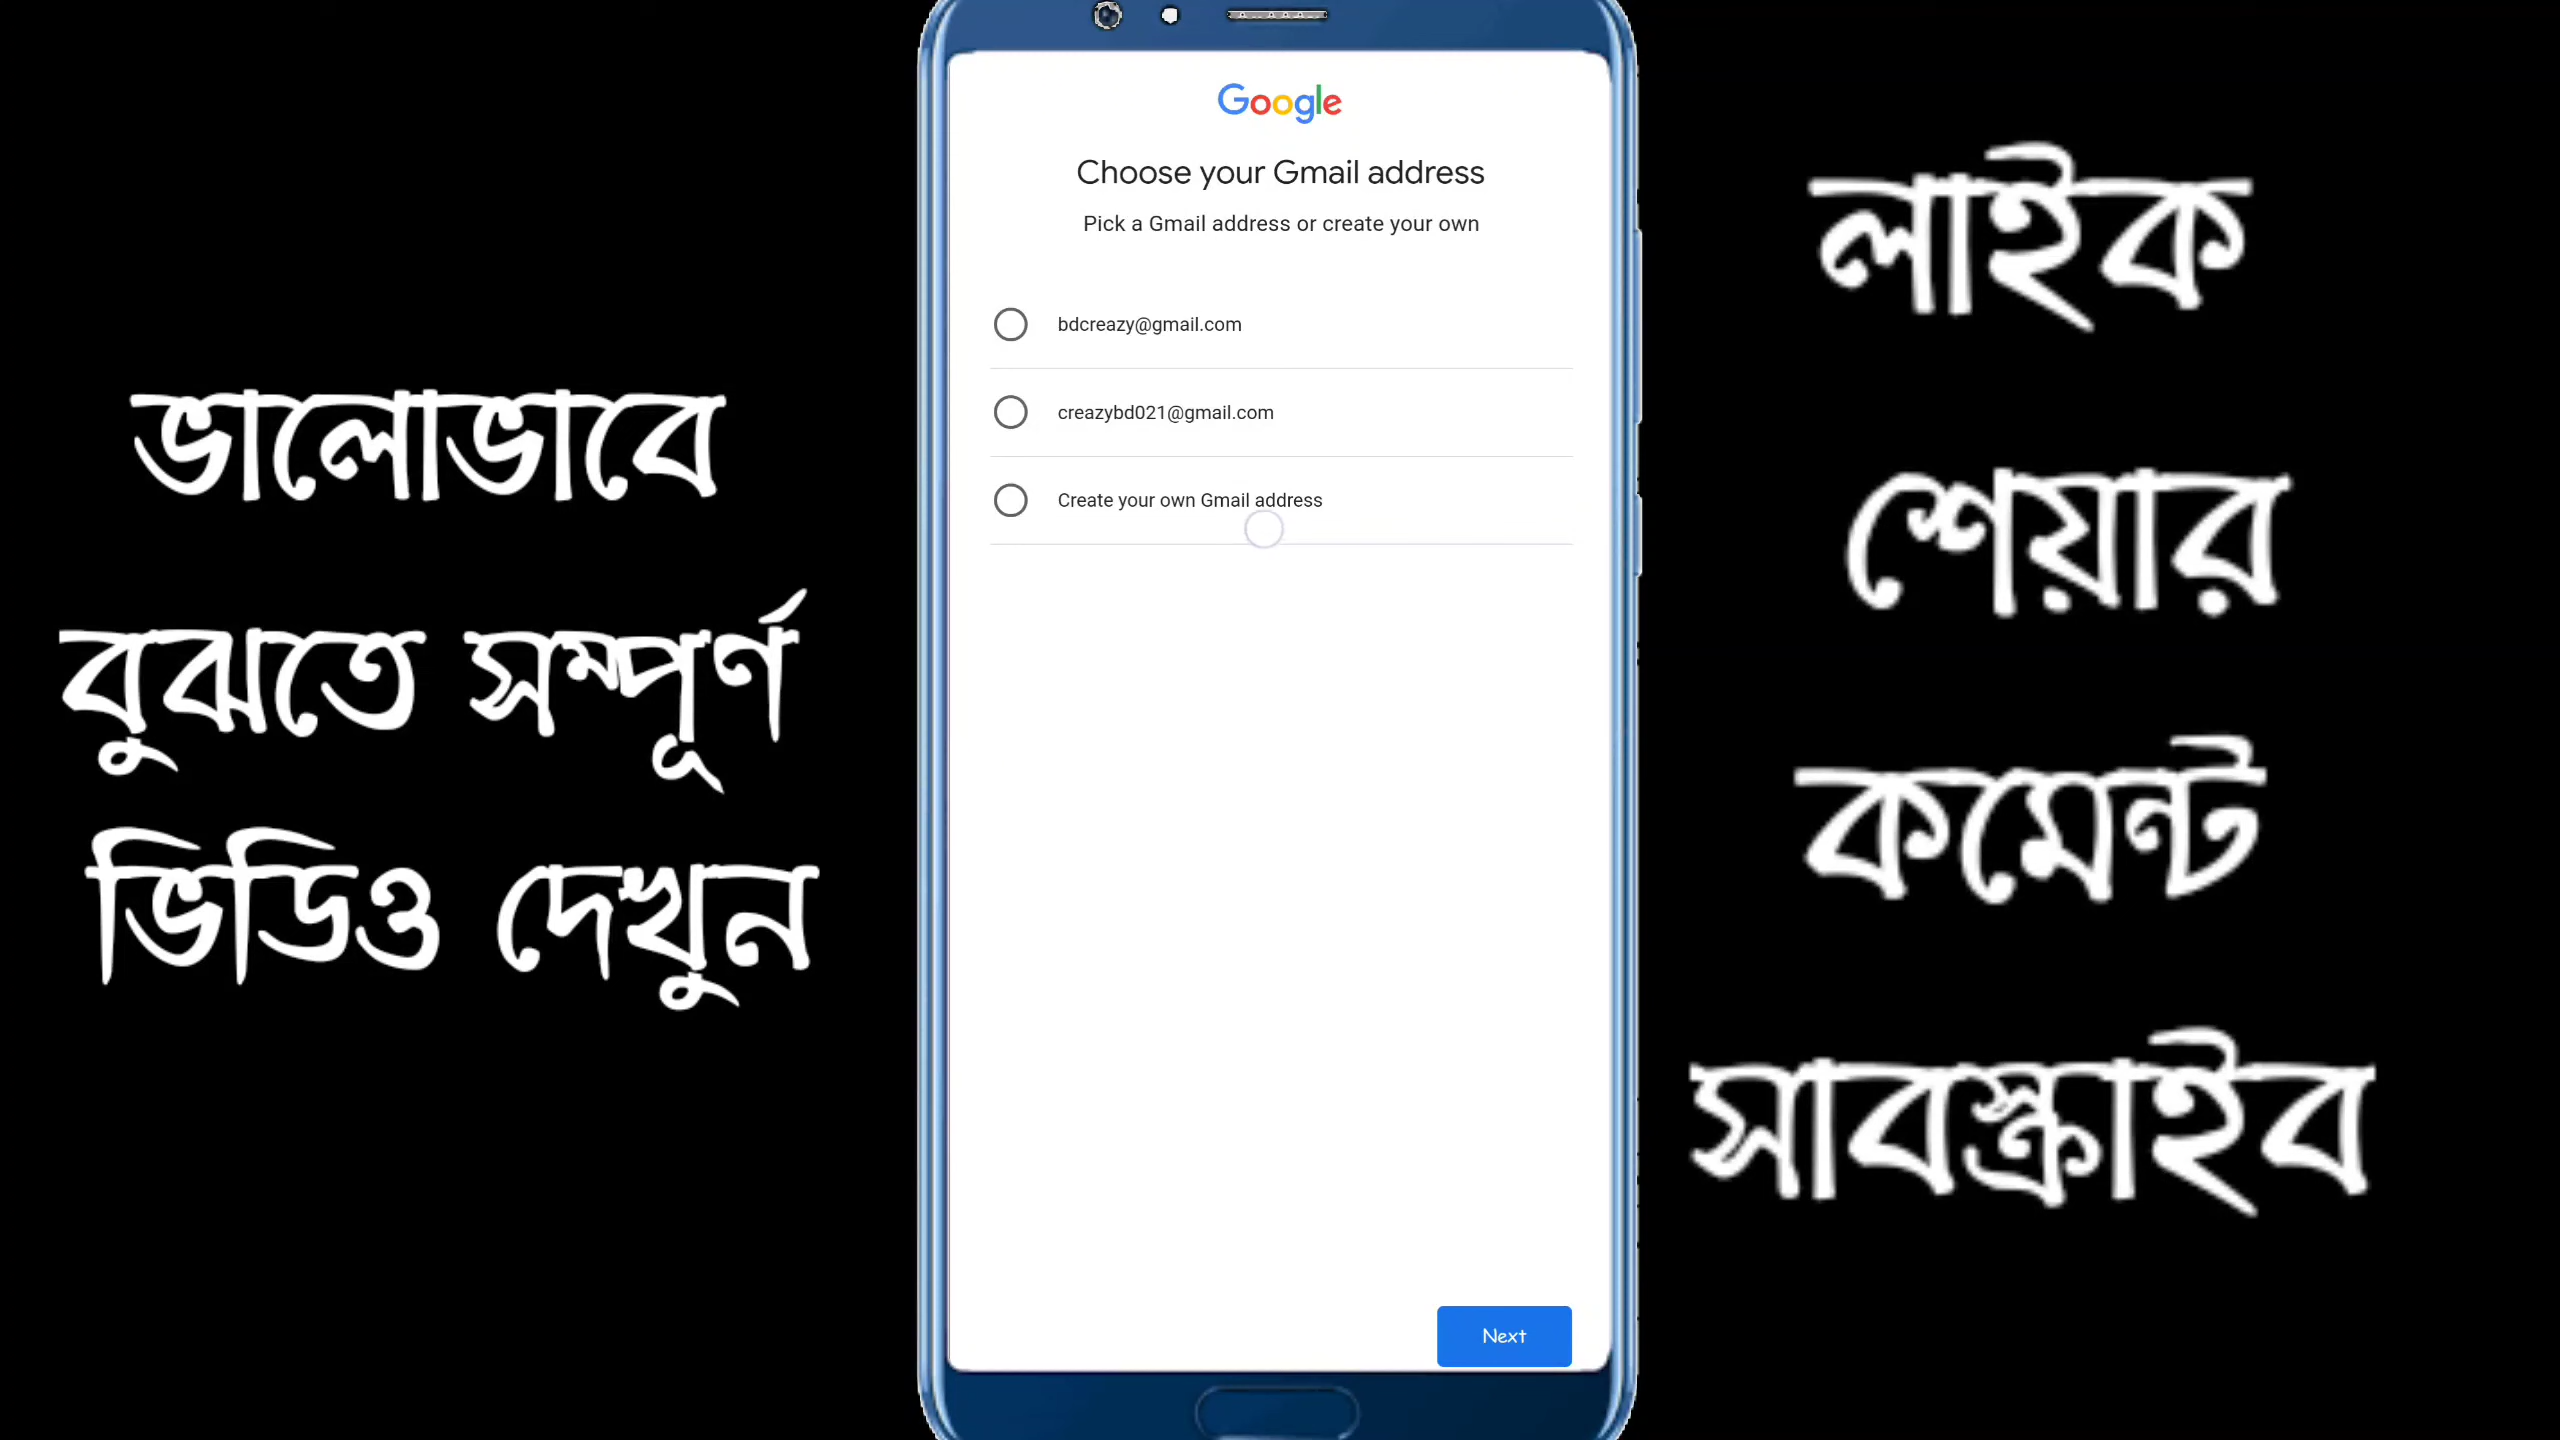 ভালোভাবে
বুঝতে সম্পূর্ণ
ভিডিও দেখুন
Google
Choose your Gmail address
Pick a Gmail address or create your own
bdcreazy@gmail.com
creazybd021@gmail.com
Create your own Gmail address
Next
লাইক
শেয়ার
কমেন্ট
সাবস্ক্রাইব